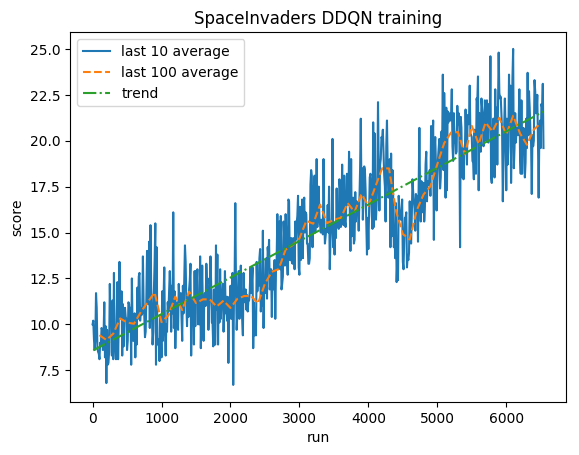 SpaceInvaders DDQN training
last 10 average
last 100 average
trend
25.0
22.5
20.0
17.5
15.0
12.5
10.0
7.5
score
0 1000 2000 3000 4000 5000 6000
run